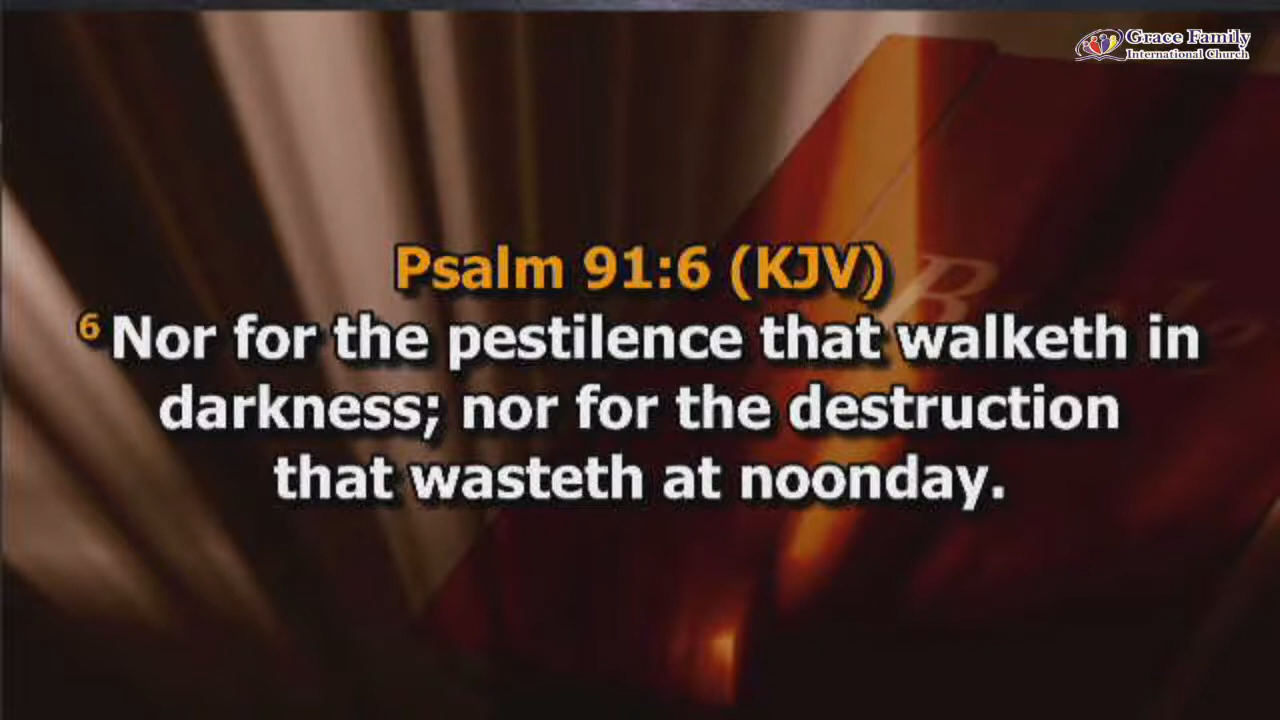 Grace Family
International Church
Psalm 91:6 (KJV)
6 Nor for the pestilence that walketh in
darkness; nor for the destruction
that wasteth at noonday.